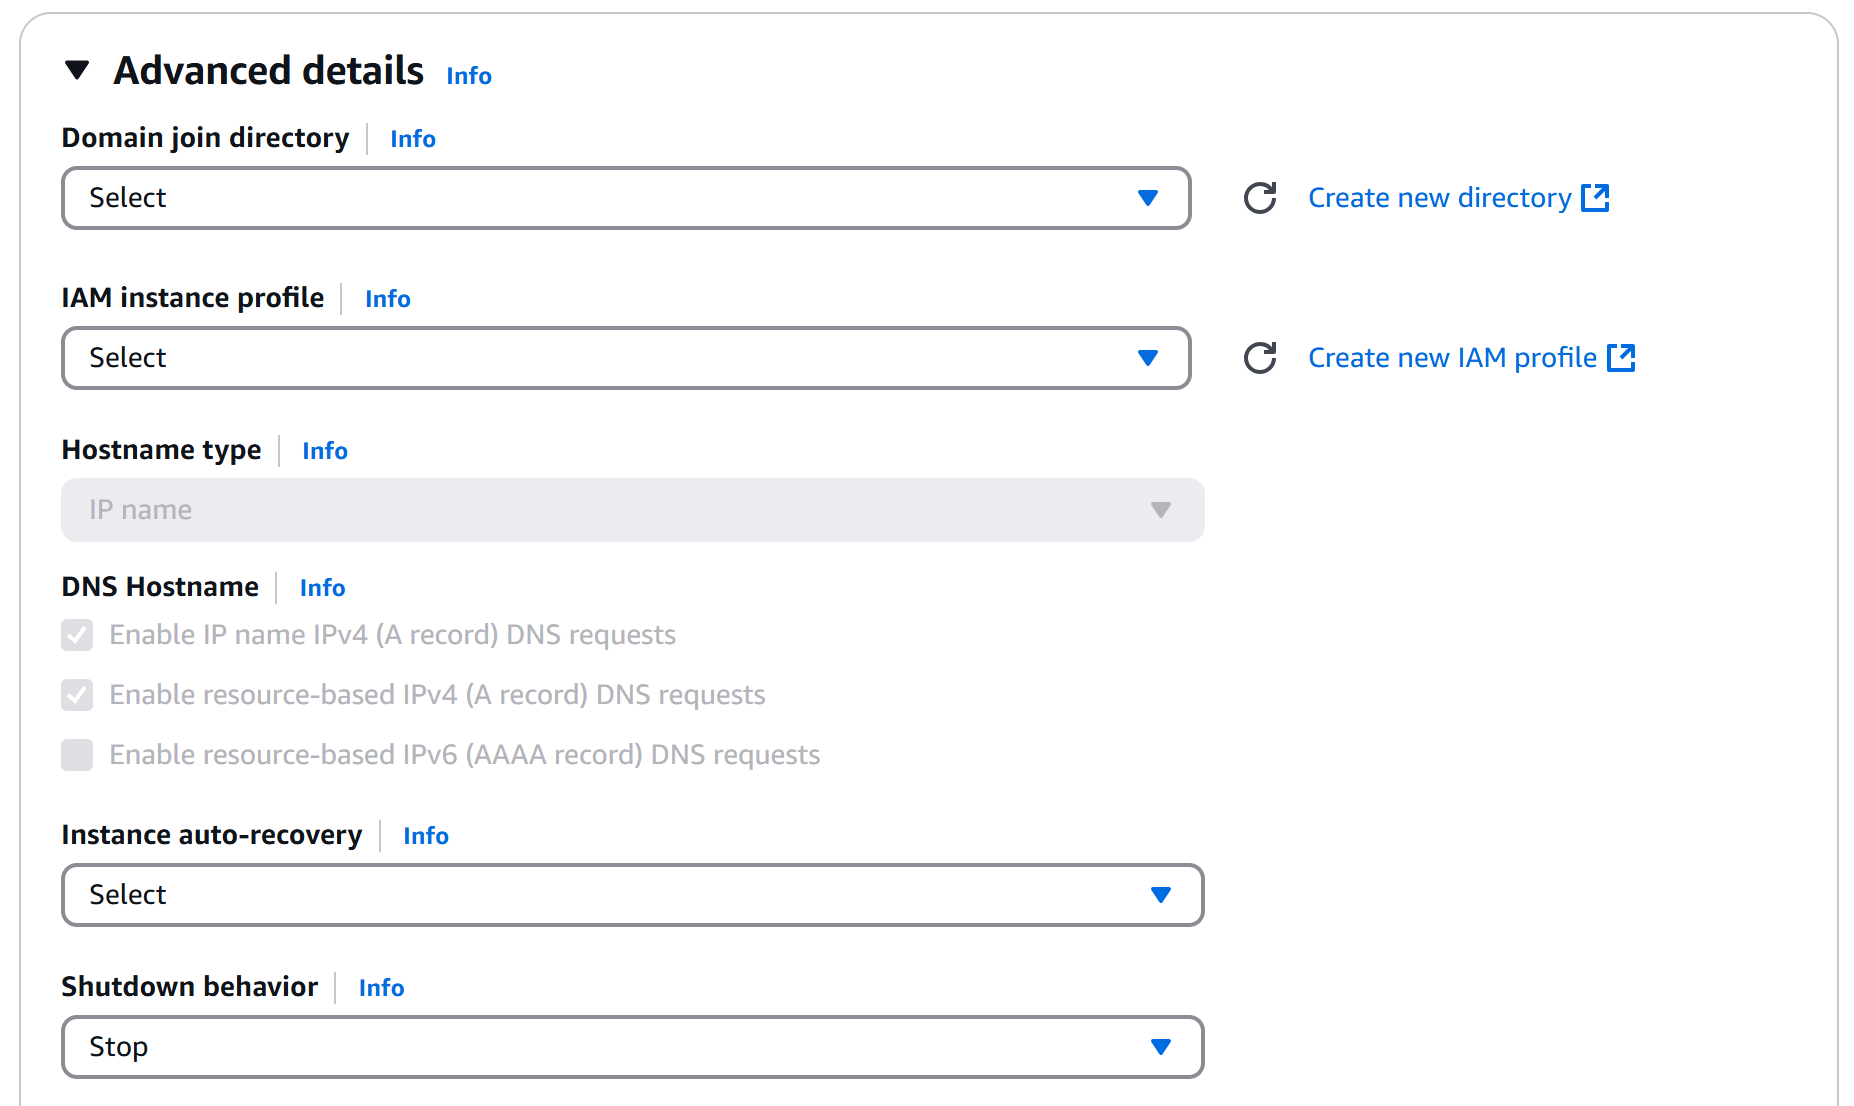 Advanced details Info
Domain join directory Info
Select
Create new directory
IAM instance profile Info
Select
Create new IAM profile
Hostname type Info
IP name
DNS Hostname Info
Enable IP name IPv4 (A record) DNS requests
Enable resource-based IPv4 (A record) DNS requests
Enable resource-based IPv6 (AAAA record) DNS requests
Instance auto-recovery Info
Select
Shutdown behavior Info
Stop